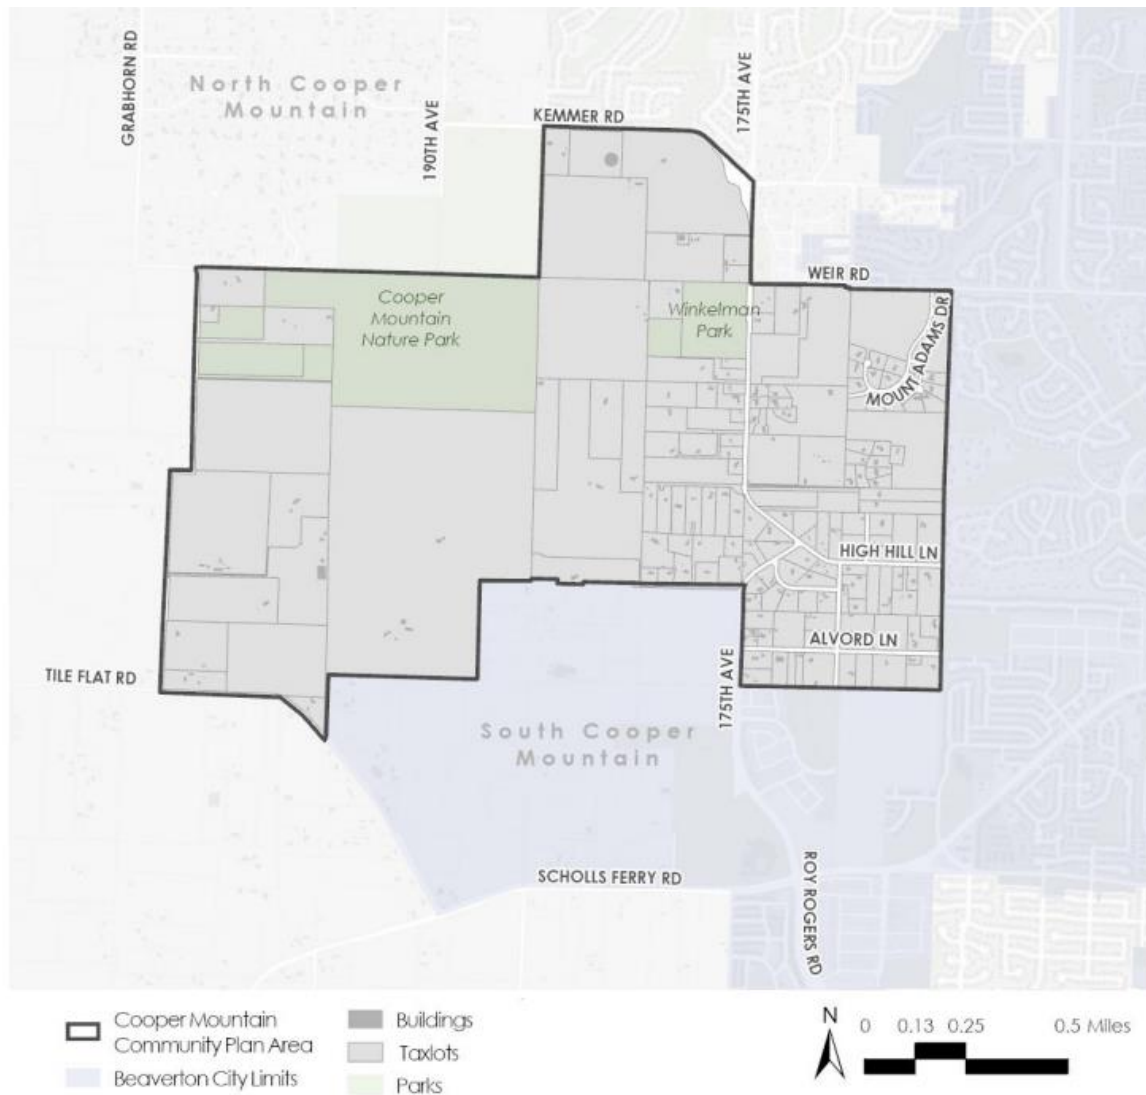 GRABHORN RD
North Cooper
Mountain
190TH AVE
KEMMER RD
175TH AVE
WEIR RD
Cooper
Mountain
Nature Park
Winkelman
Park
MOUNT ADAMS DR
HIGH HILL LN
ALVORD LN
TILE FLAT RD
175TH AVE
South Cooper
Mountain
SCHOLLS FERRY RD
ROY ROGERS RD
Cooper Mountain
Community Plan Area
Beaverton City Limits
Buildings
Taxlots
Parks
N
0 0.13 0.25 0.5 Miles